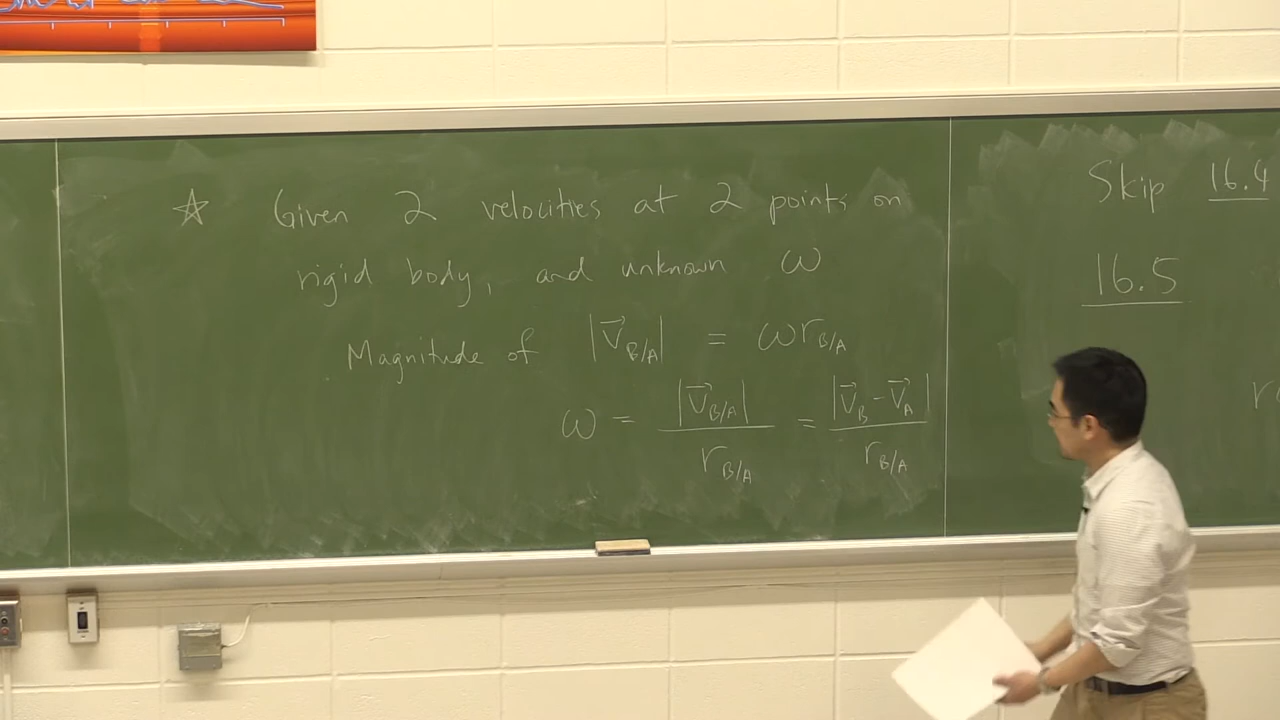 ☆ Given 2 velocities at 2 points on
rigid body, and unknown ω
Magnitude of |V⃗_B/A| = ωr_B/A
ω = |V⃗_B/A| / r_B/A = |V⃗_B - V⃗_A| / r_B/A
Skip 16.4
16.5